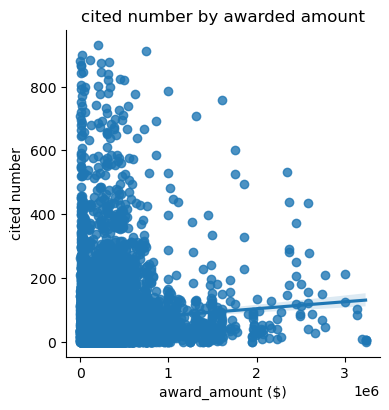 cited number by awarded amount
800
600
400
200
0
cited number
0 1 2 3
1e6
award_amount ($)